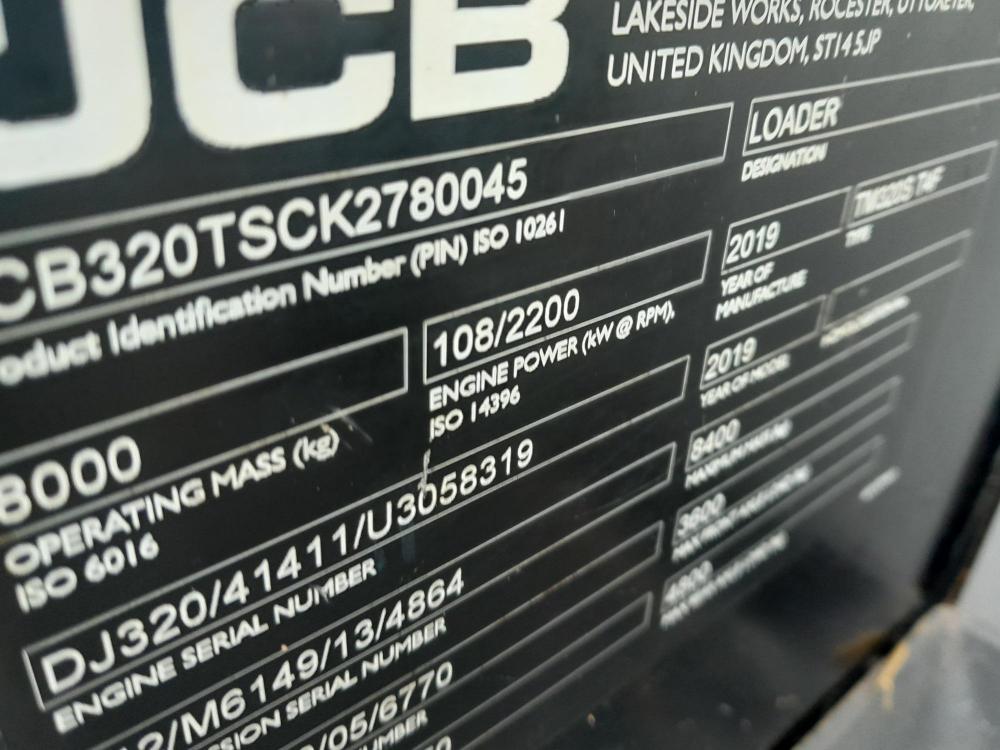 JCB
LAKESIDE WORKS, ROCESTER, UTTOXETER,
UNITED KINGDOM, ST14 5JP
CB320TSCK2780045
oduct Identification Number (PIN) ISO 10261
LOADER
DESIGNATION
2019
YEAR OF
MANUFACTURE
TM320S T4F
TYPE
8000
OPERATING MASS (kg)
ISO 6016
108/2200
ENGINE POWER (kW @ RPM),
ISO 14396
2019
YEAR OF MODEL
DJ320/41411/U3058319
ENGINE SERIAL NUMBER
8400
/M6149/13/4864
SION SERIAL NUMBER
3600
/05/6770
UMBER
4800